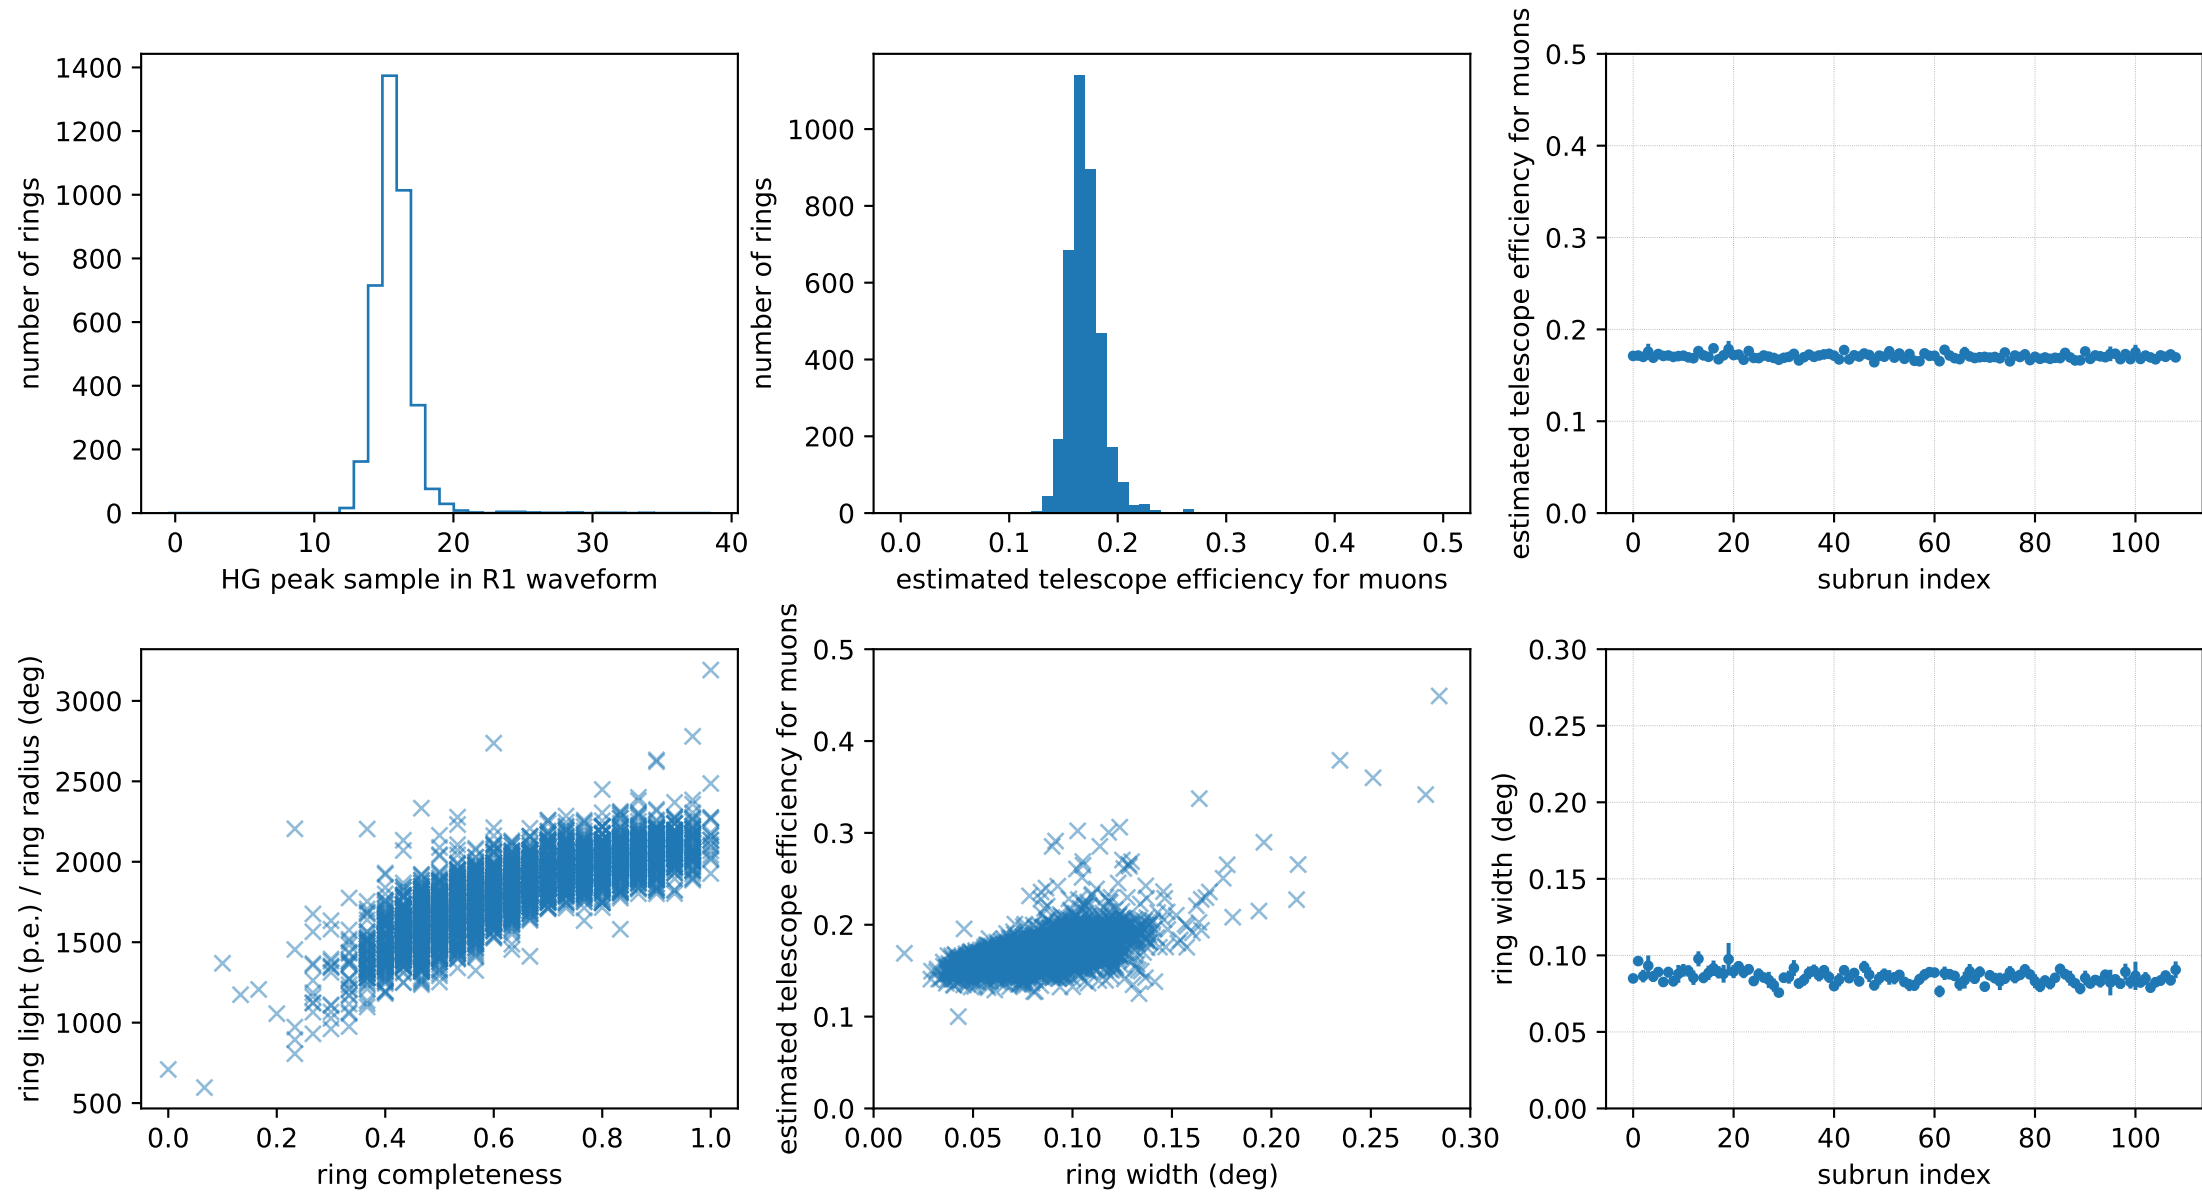 number of rings
1400
1200
1000
800
600
400
200
0
0 10 20 30 40
HG peak sample in R1 waveform
number of rings
1000
800
600
400
200
0
0.0 0.1 0.2 0.3 0.4 0.5
estimated telescope efficiency for muons
estimated telescope efficiency for muons
0.5
0.4
0.3
0.2
0.1
0.0
0 20 40 60 80 100
subrun index
ring light (p.e.) / ring radius (deg)
3000
2500
2000
1500
1000
500
0.0 0.2 0.4 0.6 0.8 1.0
ring completeness
estimated telescope efficiency for muons
0.5
0.4
0.3
0.2
0.1
0.0
0.00 0.05 0.10 0.15 0.20 0.25 0.30
ring width (deg)
ring width (deg)
0.30
0.25
0.20
0.15
0.10
0.05
0.00
0 20 40 60 80 100
subrun index